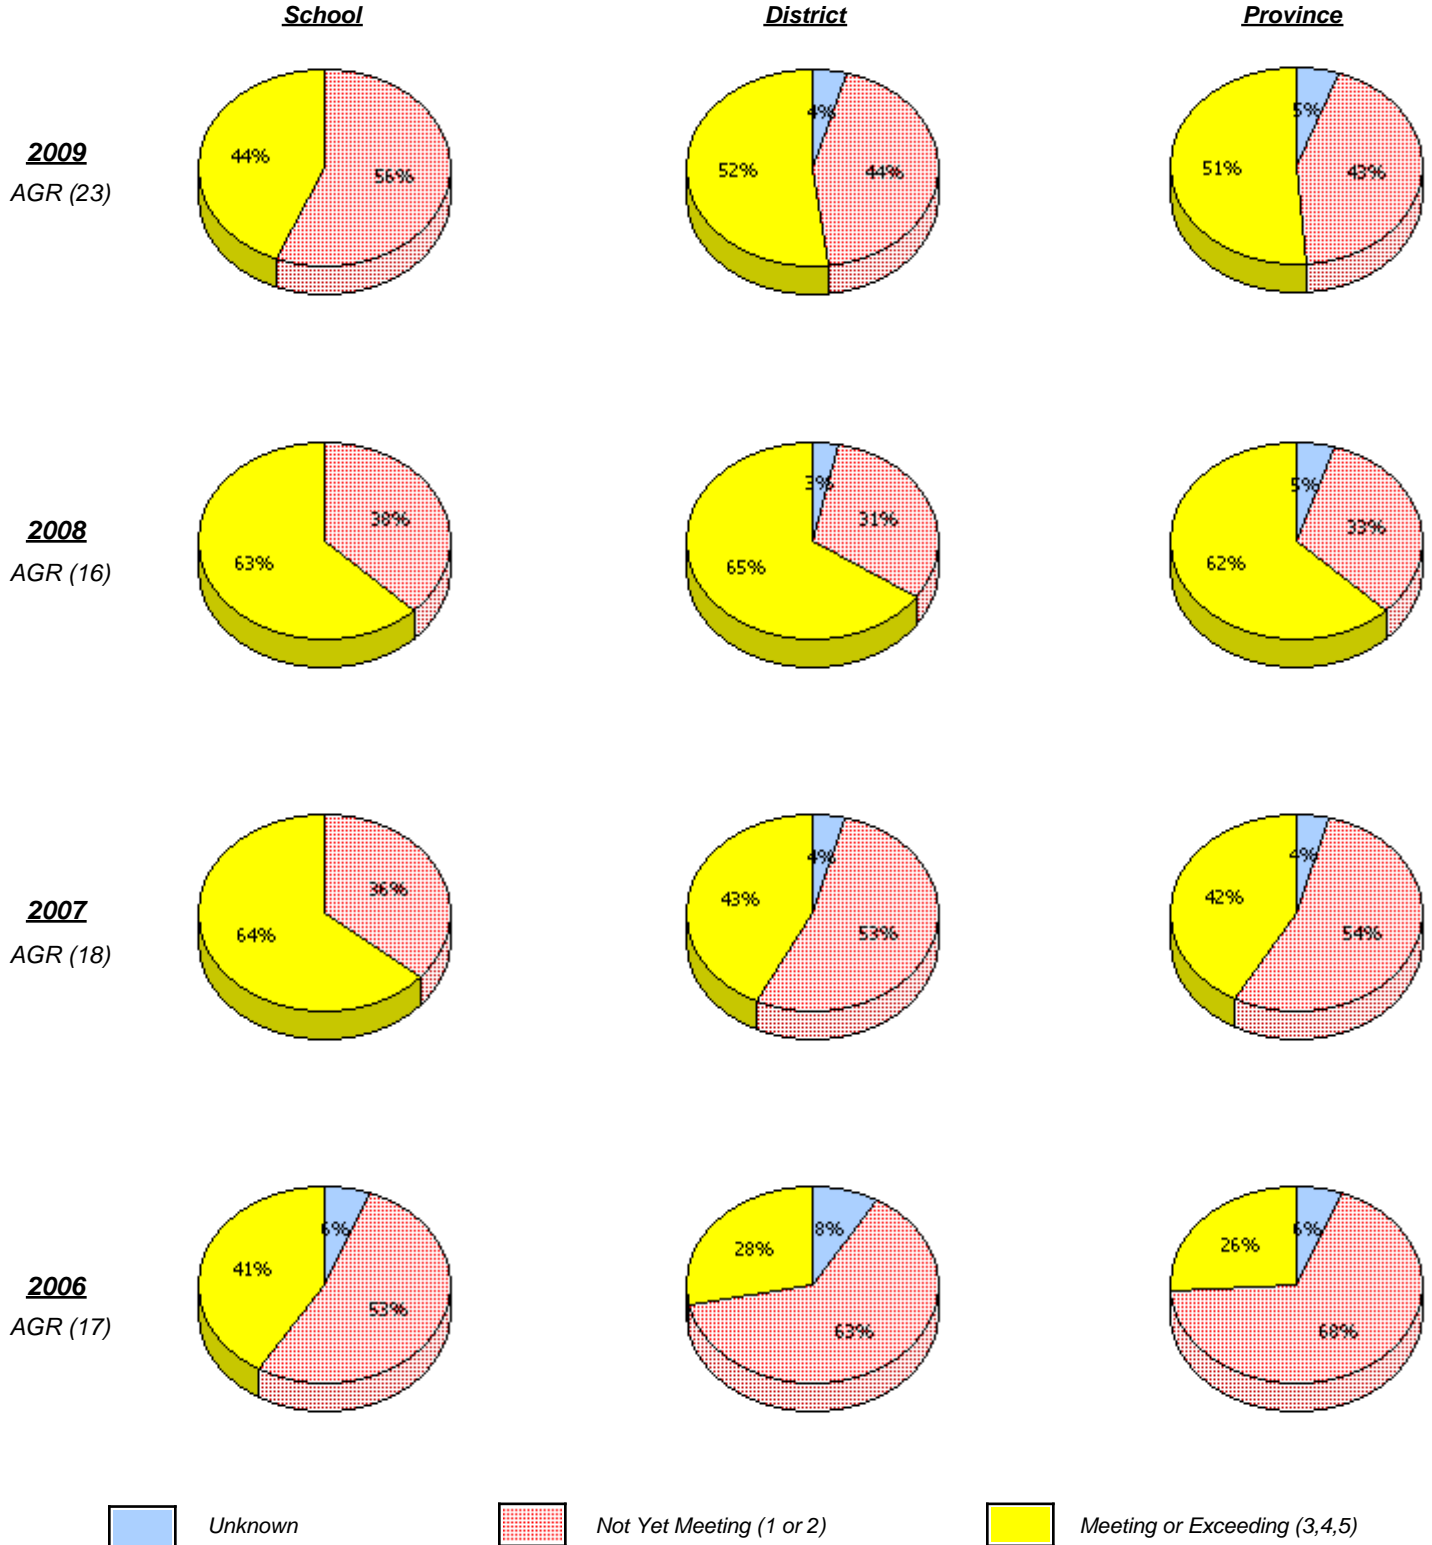 School District Province
2009
AGR (23)
44% 56%
4% 52% 44%
5% 51% 43%
2008
AGR (16)
38% 63%
3% 31% 65%
5% 33% 62%
2007
AGR (18)
36% 64%
4% 43% 53%
4% 42% 54%
2006
AGR (17)
6% 41% 53%
8% 28% 63%
6% 26% 68%
Unknown Not Yet Meeting (1 or 2) Meeting or Exceeding (3,4,5)